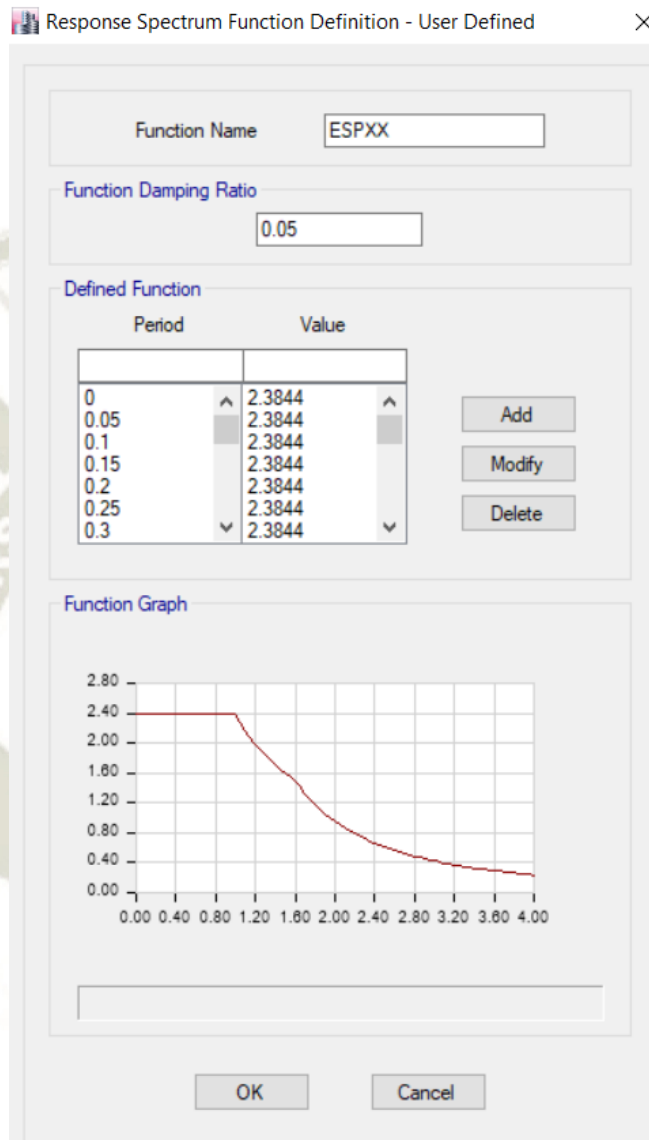 Response Spectrum Function Definition - User Defined
Function Name ESPXX
Function Damping Ratio
0.05
Defined Function
Period Value
0 2.3844
0.05 2.3844
0.1 2.3844
0.15 2.3844
0.2 2.3844
0.25 2.3844
0.3 2.3844
Add
Modify
Delete
Function Graph
2.80
2.40
2.00
1.60
1.20
0.80
0.40
0.00
0.00 0.40 0.80 1.20 1.60 2.00 2.40 2.80 3.20 3.60 4.00
OK Cancel